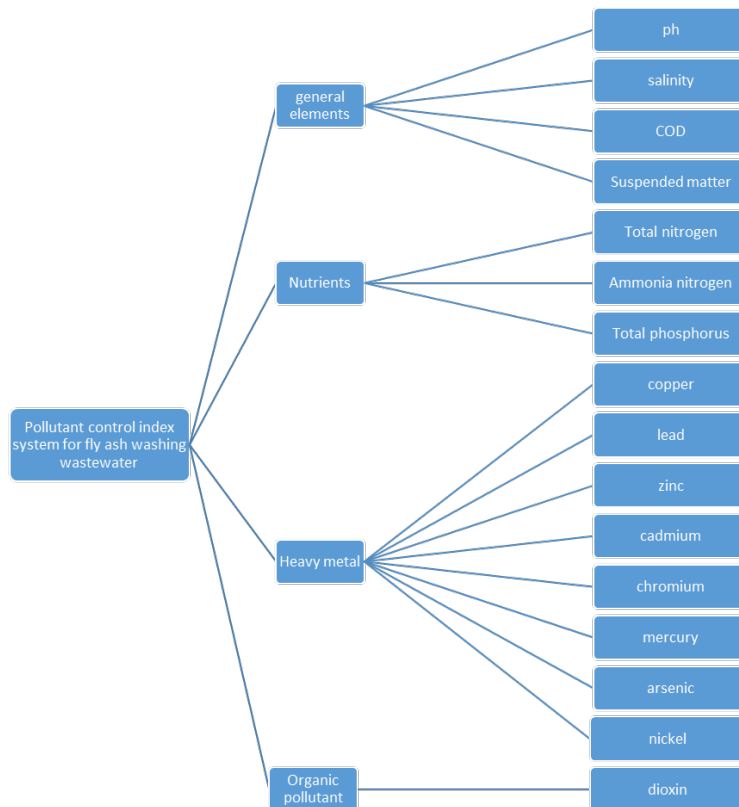 Pollutant control index
system for fly ash washing
wastewater
general
elements
ph
salinity
COD
Suspended matter
Nutrients
Total nitrogen
Ammonia nitrogen
Total phosphorus
Heavy metal
copper
lead
zinc
cadmium
chromium
mercury
arsenic
nickel
Organic
pollutant
dioxin